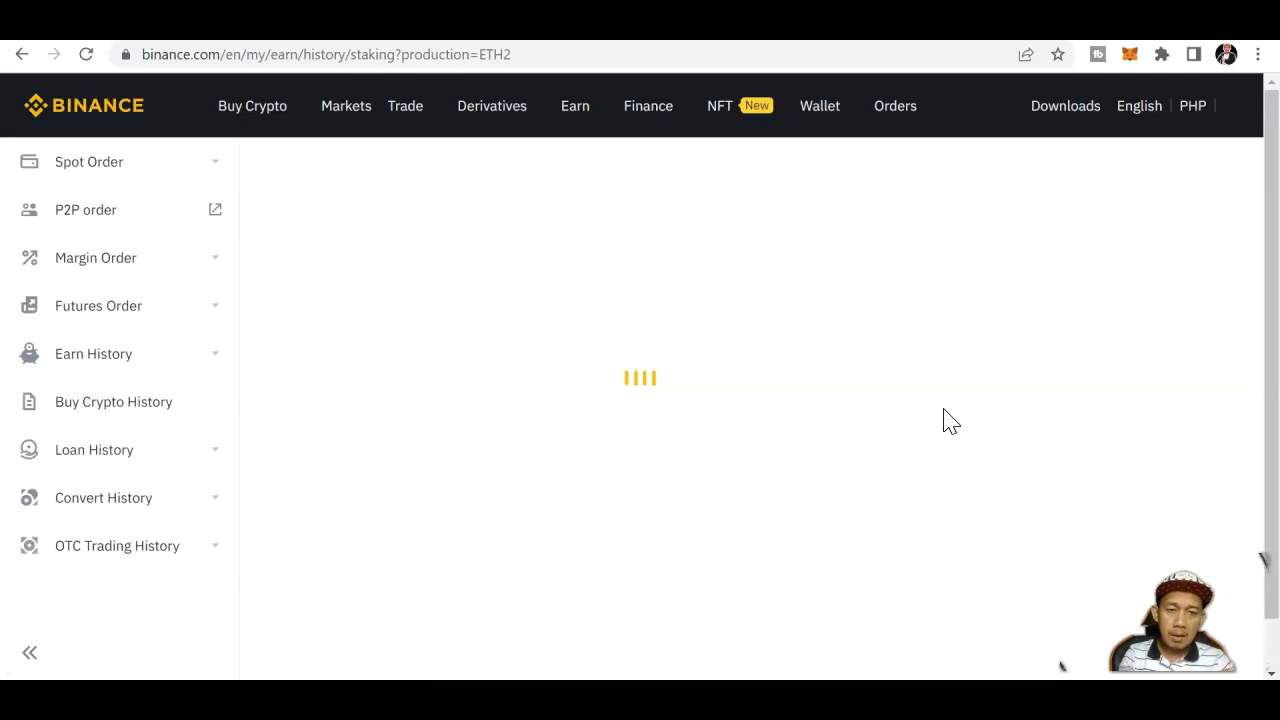 binance.com/en/my/earn/history/staking?production=ETH2
tb
BINANCE Buy Crypto Markets Trade Derivatives Earn Finance NFT New Wallet Orders Downloads English PHP
Spot Order
P2P order
Margin Order
Futures Order
Earn History
Buy Crypto History
Loan History
Convert History
OTC Trading History